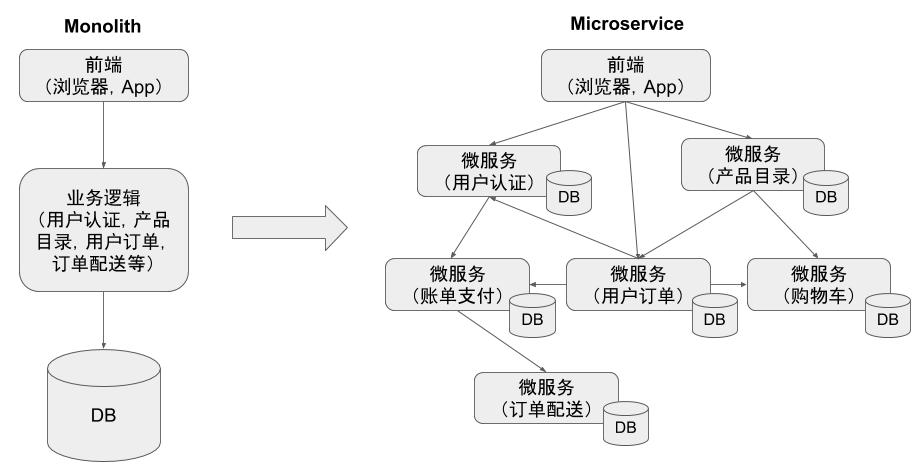 Monolith
前端
（浏览器, App）
业务逻辑
（用户认证, 产品
目录, 用户订单,
订单配送等）
DB
Microservice
前端
（浏览器, App）
微服务
（用户认证）
DB
微服务
（产品目录）
DB
微服务
（账单支付）
DB
微服务
（用户订单）
DB
微服务
（购物车）
DB
微服务
（订单配送）
DB